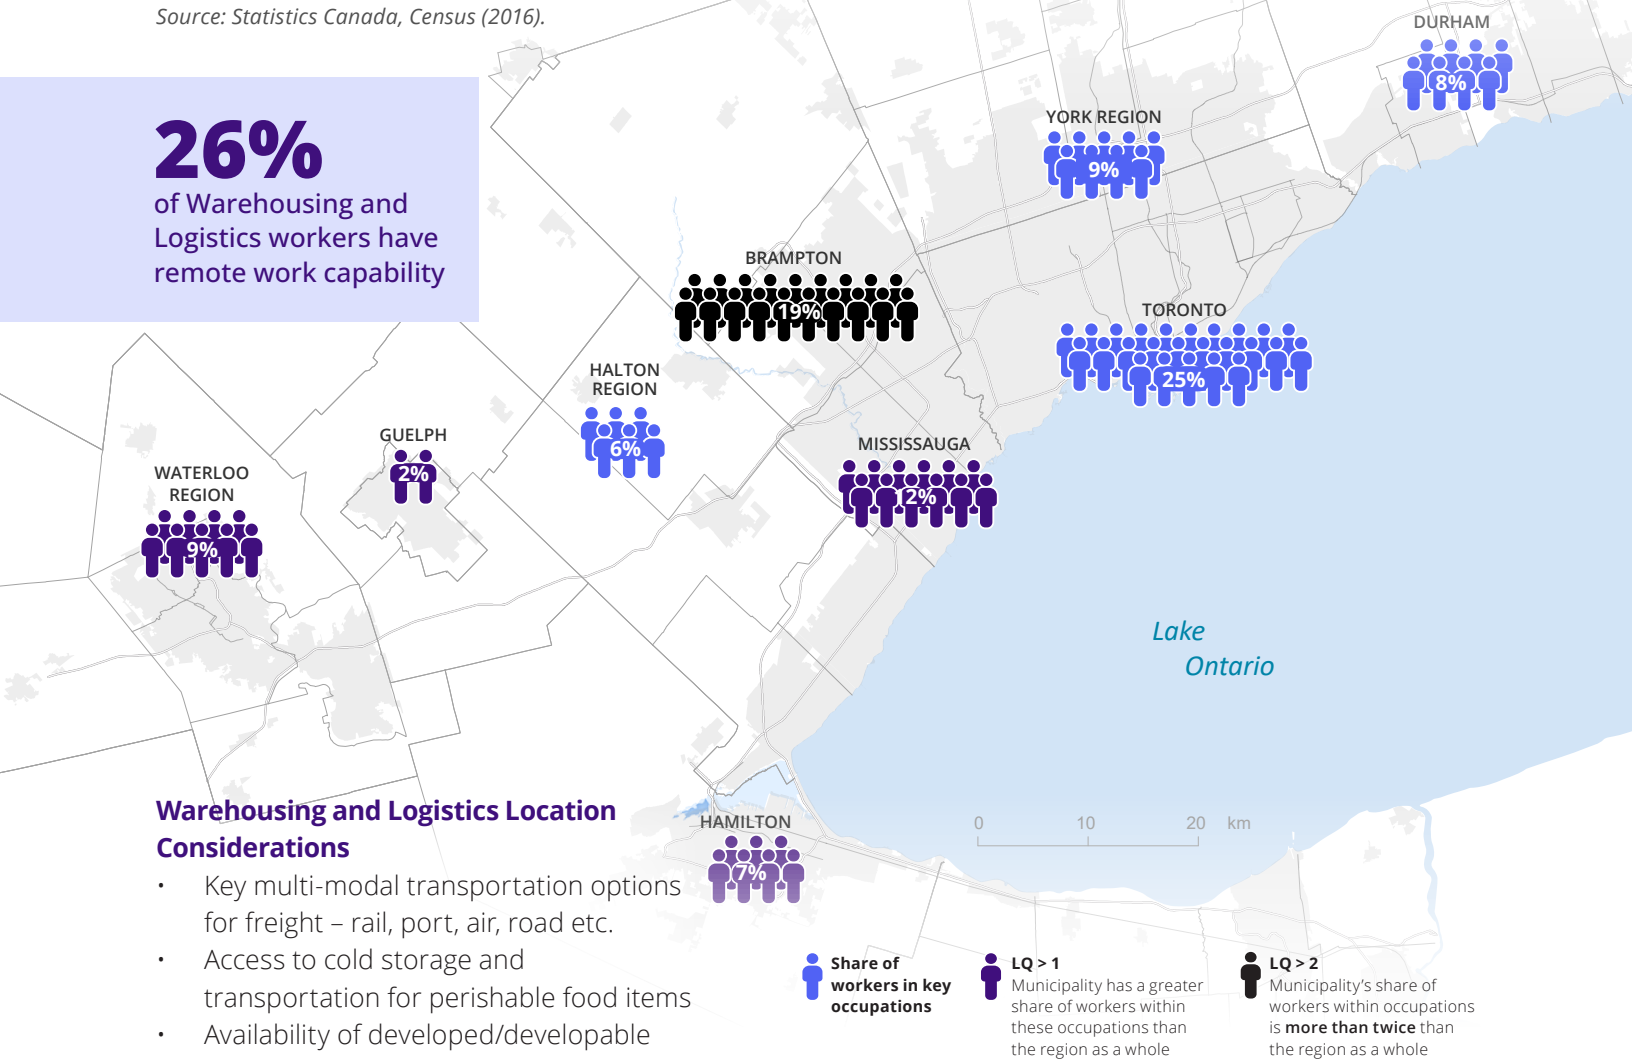 Source: Statistics Canada, Census (2016).
26%
of Warehousing and
Logistics workers have
remote work capability
DURHAM
8%
YORK REGION
9%
BRAMPTON
19%
TORONTO
25%
HALTON
REGION
6%
GUELPH
2%
MISSISSAUGA
12%
WATERLOO
REGION
9%
Lake
Ontario
HAMILTON
7%
0 10 20 km
Warehousing and Logistics Location
Considerations
• Key multi-modal transportation options
for freight – rail, port, air, road etc.
• Access to cold storage and
transportation for perishable food items
• Availability of developed/developable
Share of
workers in key
occupations
LQ > 1
Municipality has a greater
share of workers within
these occupations than
the region as a whole
LQ > 2
Municipality's share of
workers within occupations
is more than twice than
the region as a whole